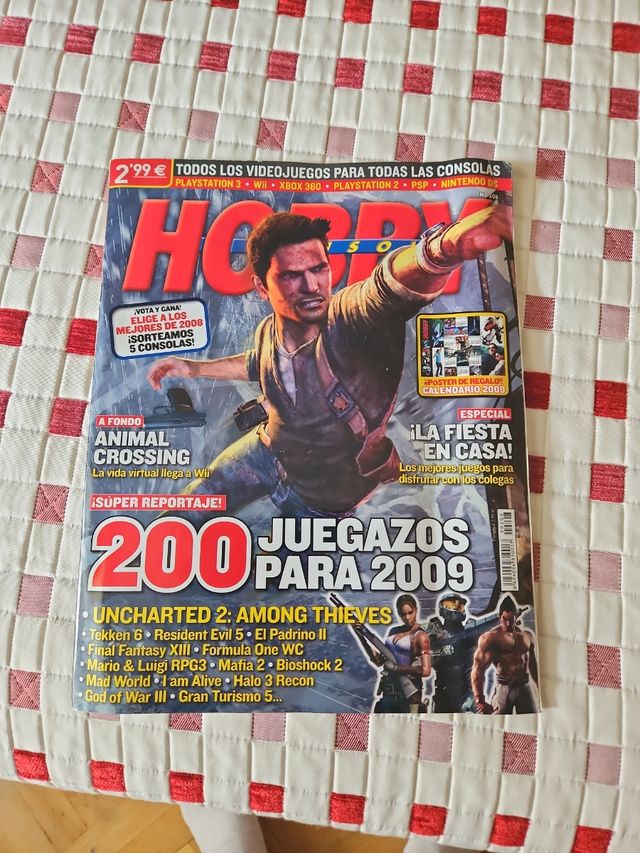 2'99 €
TODOS LOS VIDEOJUEGOS PARA TODAS LAS CONSOLAS
PLAYSTATION 3 • Wii • XBOX 360 • PLAYSTATION 2 • PSP • NINTENDO DS
HOBBY
¡VOTA Y GANA!
ELIGE A LOS
MEJORES DE 2008
¡SORTEAMOS
5 CONSOLAS!
¡¡PÓSTER DE REGALO!!
CALENDARIO 2009
A FONDO
ANIMAL
CROSSING
La vida virtual llega a Wii
ESPECIAL
¡LA FIESTA
EN CASA!
Los mejores juegos para
disfrutar con los colegas
¡SÚPER REPORTAJE!
200 JUEGAZOS
PARA 2009
• UNCHARTED 2: AMONG THIEVES
• Tekken 6 • Resident Evil 5 • El Padrino II
• Final Fantasy XIII • Formula One WC
• Mario & Luigi RPG3 • Mafia 2 • Bioshock 2
• Mad World • I am Alive • Halo 3 Recon
• God of War III • Gran Turismo 5...